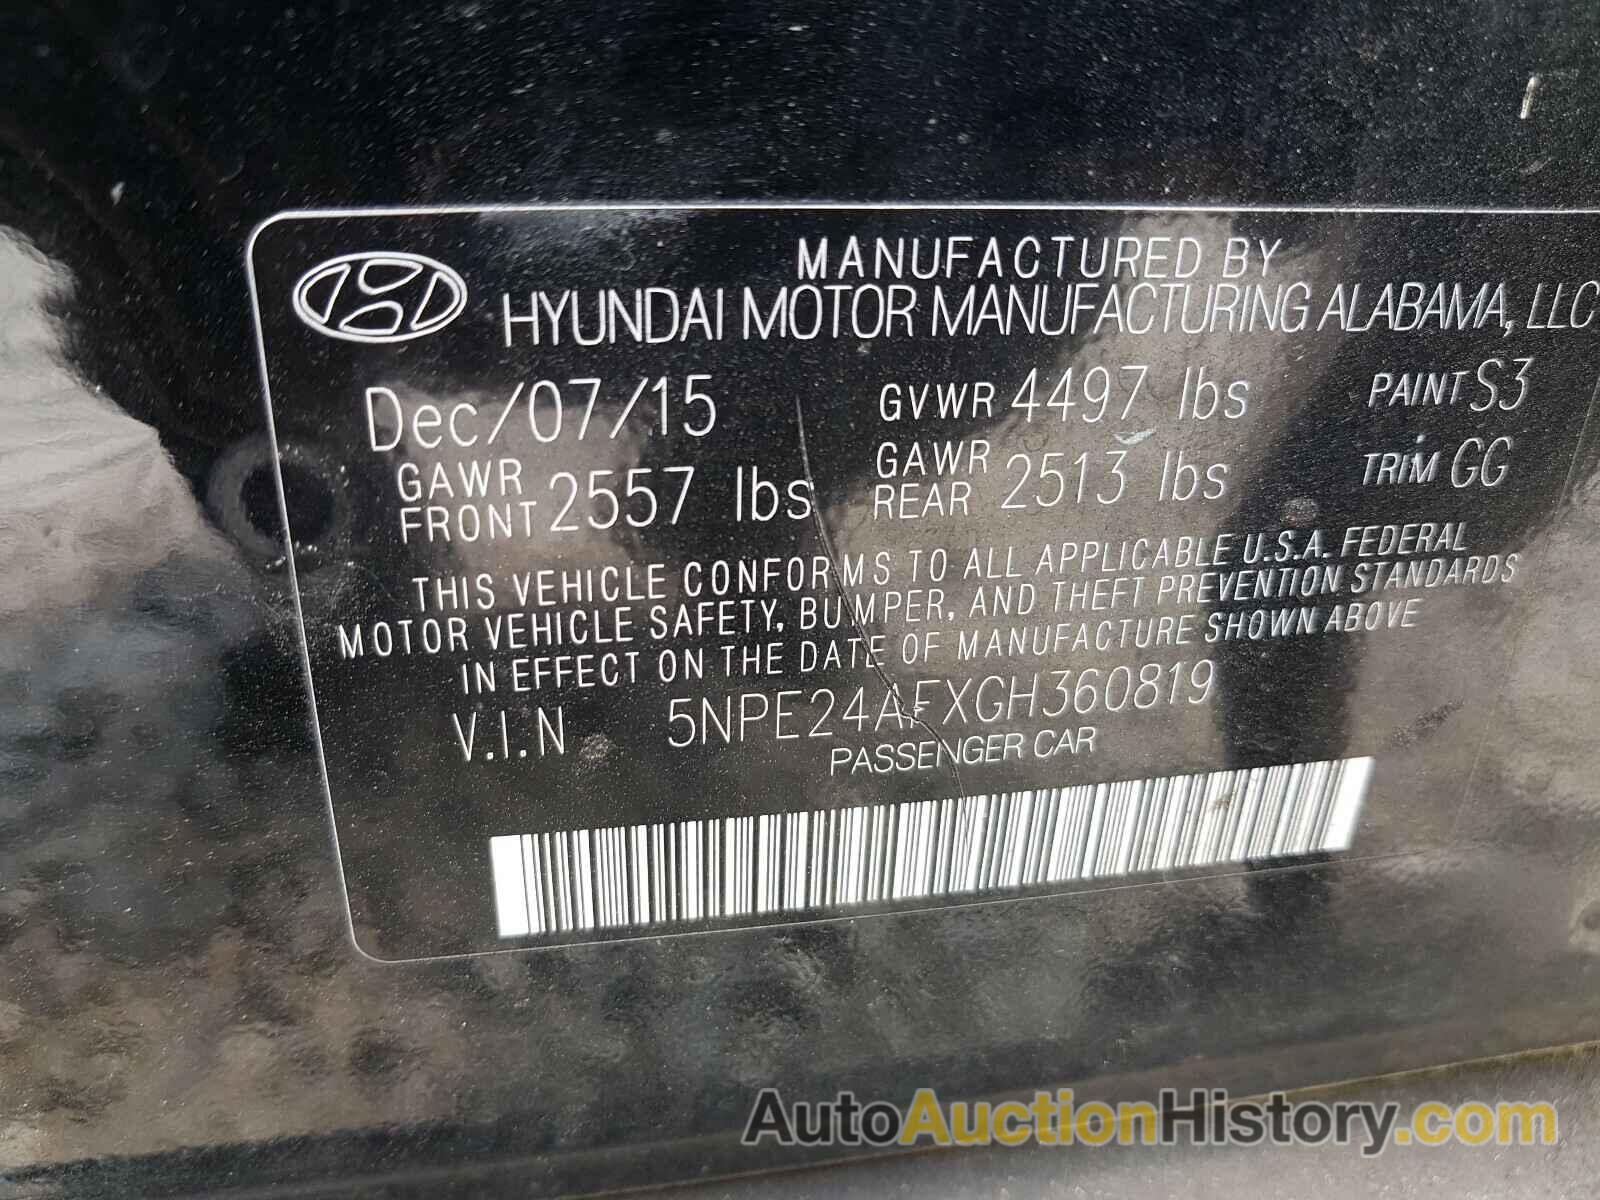 MANUFACTURED BY
HYUNDAI MOTOR MANUFACTURING ALABAMA, LLC
Dec/07/15 GVWR 4497 lbs PAINT S3
GAWR FRONT 2557 lbs GAWR REAR 2513 lbs TRIM GG
THIS VEHICLE CONFORMS TO ALL APPLICABLE U.S.A. FEDERAL
MOTOR VEHICLE SAFETY, BUMPER, AND THEFT PREVENTION STANDARDS
IN EFFECT ON THE DATE OF MANUFACTURE SHOWN ABOVE
V.I.N 5NPE24AFXGH360819
PASSENGER CAR
AutoAuctionHistory.com